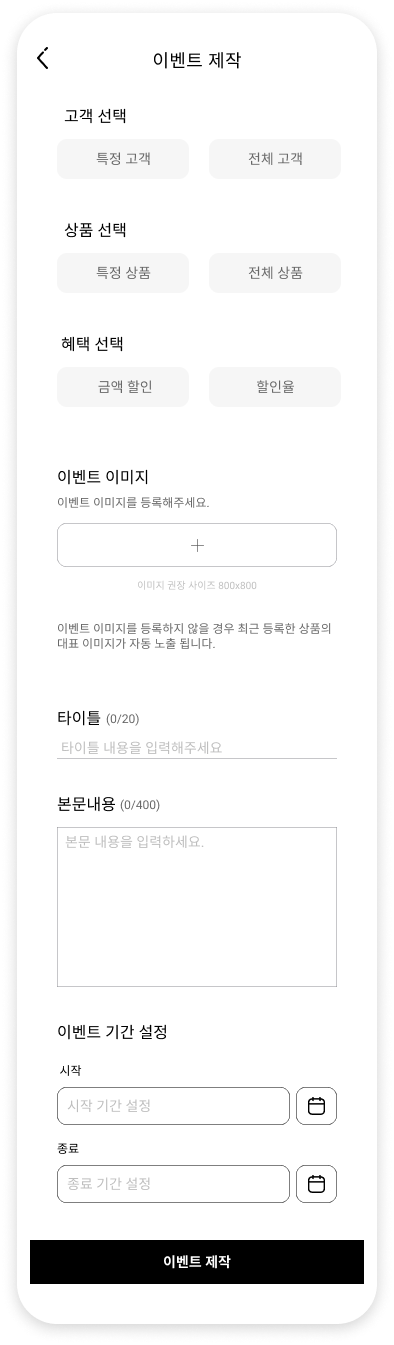 이벤트 제작
고객 선택
특정 고객 전체 고객
상품 선택
특정 상품 전체 상품
혜택 선택
금액 할인 할인율
이벤트 이미지
이벤트 이미지를 등록해주세요.
이미지 권장 사이즈 800x800
이벤트 이미지를 등록하지 않을 경우 최근 등록한 상품의
대표 이미지가 자동 노출 됩니다.
타이틀 (0/20)
타이틀 내용을 입력해주세요
본문내용 (0/400)
본문 내용을 입력하세요.
이벤트 기간 설정
시작
시작 기간 설정
종료
종료 기간 설정
이벤트 제작